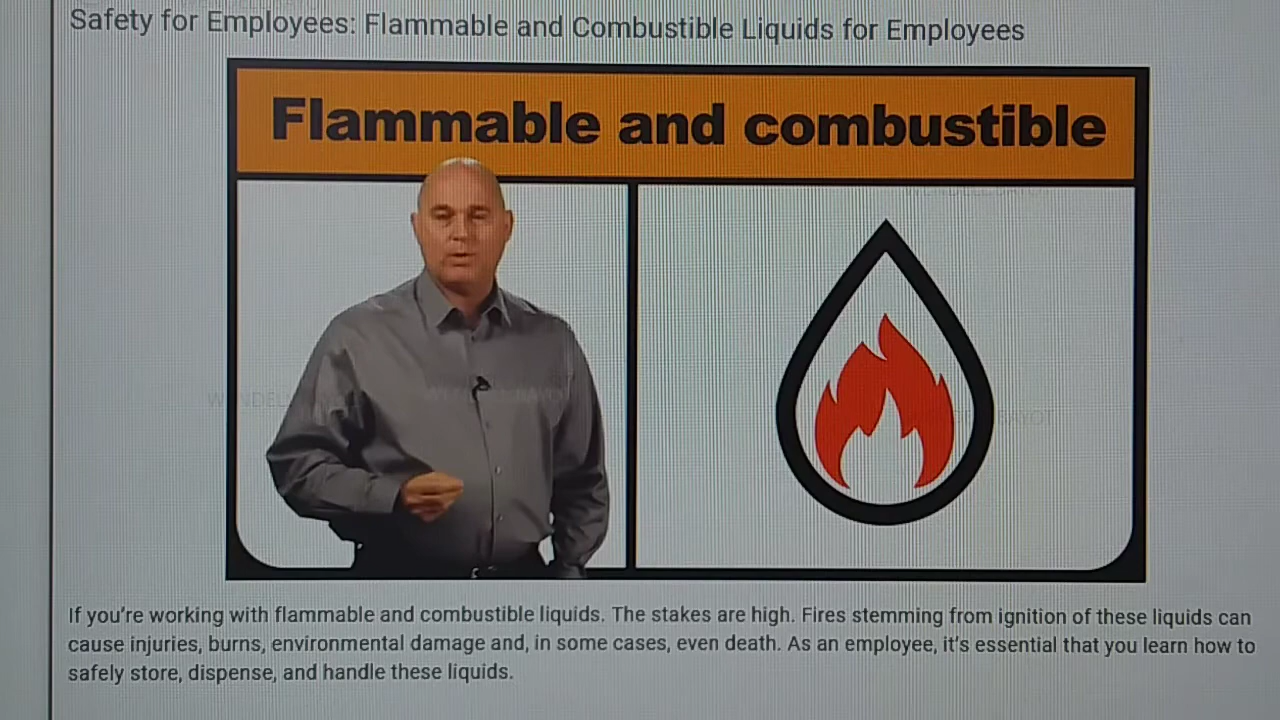 Safety for Employees: Flammable and Combustible Liquids for Employees
Flammable and combustible
If you're working with flammable and combustible liquids. The stakes are high. Fires stemming from ignition of these liquids can
cause injuries, burns, environmental damage and, in some cases, even death. As an employee, it's essential that you learn how to
safely store, dispense, and handle these liquids.